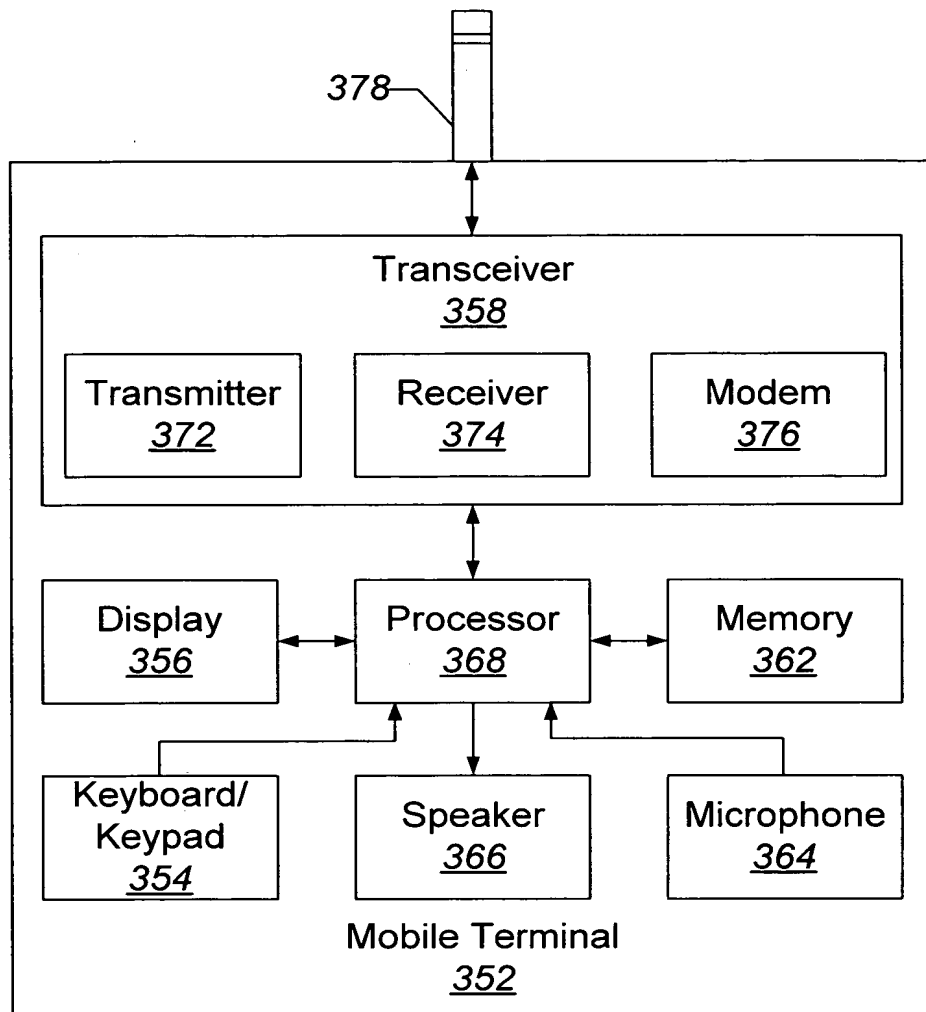 378
Transceiver
358
Transmitter
372
Receiver
374
Modem
376
Display
356
Processor
368
Memory
362
Keyboard/
Keypad
354
Speaker
366
Microphone
364
Mobile Terminal
352